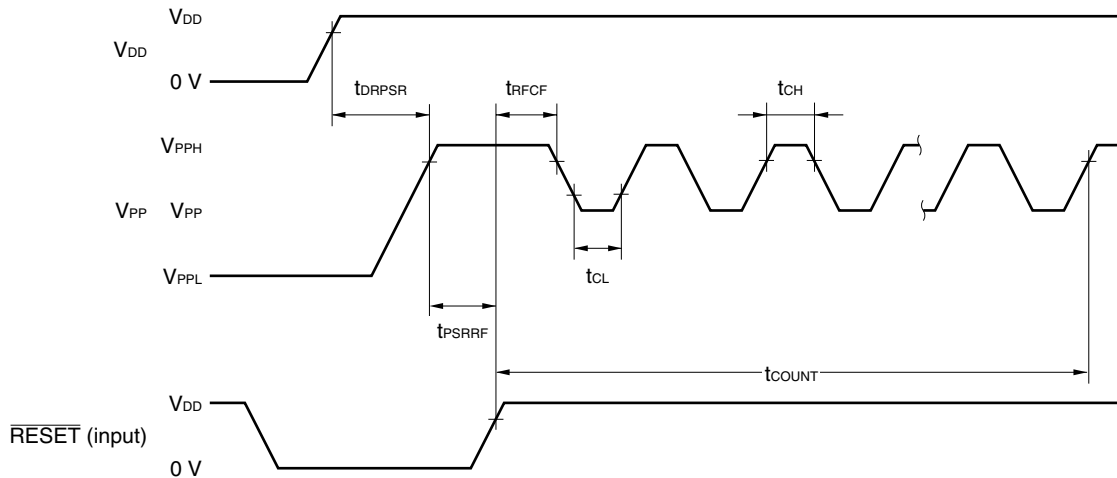 VDD
VDD
0 V
tDRPSR
tRFCF
tCH
VPPH
VPP
VPP
VPPL
tCL
tPSRRF
tCOUNT
VDD
RESET (input)
0 V